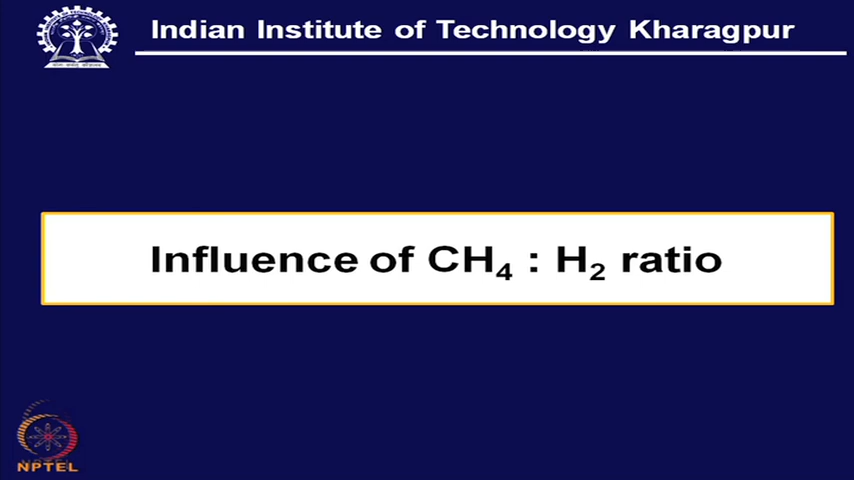 Indian Institute of Technology Kharagpur
Influence of CH₄ : H₂ ratio
NPTEL